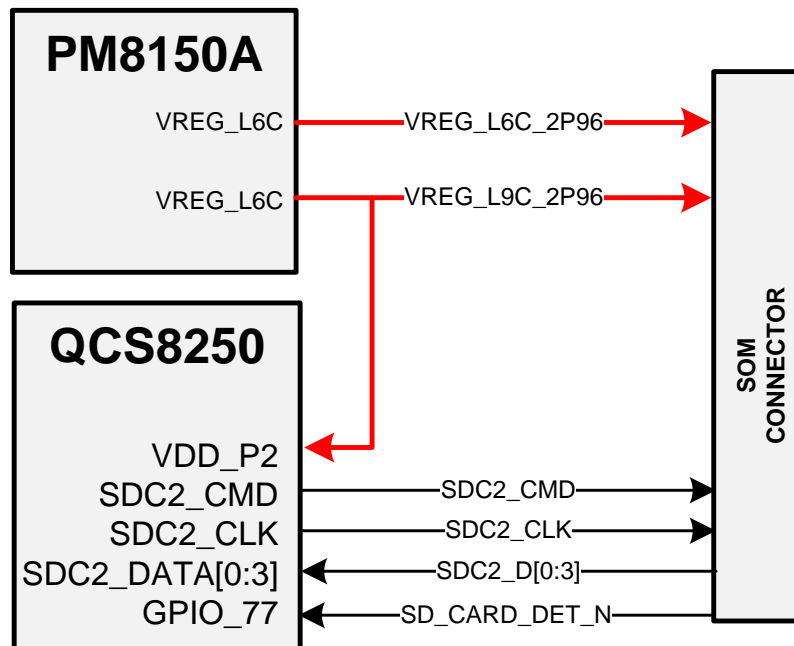 PM8150A
VREG_L6C
VREG_L6C_2P96
VREG_L6C
VREG_L9C_2P96
SOM
CONNECTOR
QCS8250
VDD_P2
SDC2_CMD
SDC2_CMD
SDC2_CLK
SDC2_CLK
SDC2_DATA[0:3]
SDC2_D[0:3]
GPIO_77
SD_CARD_DET_N